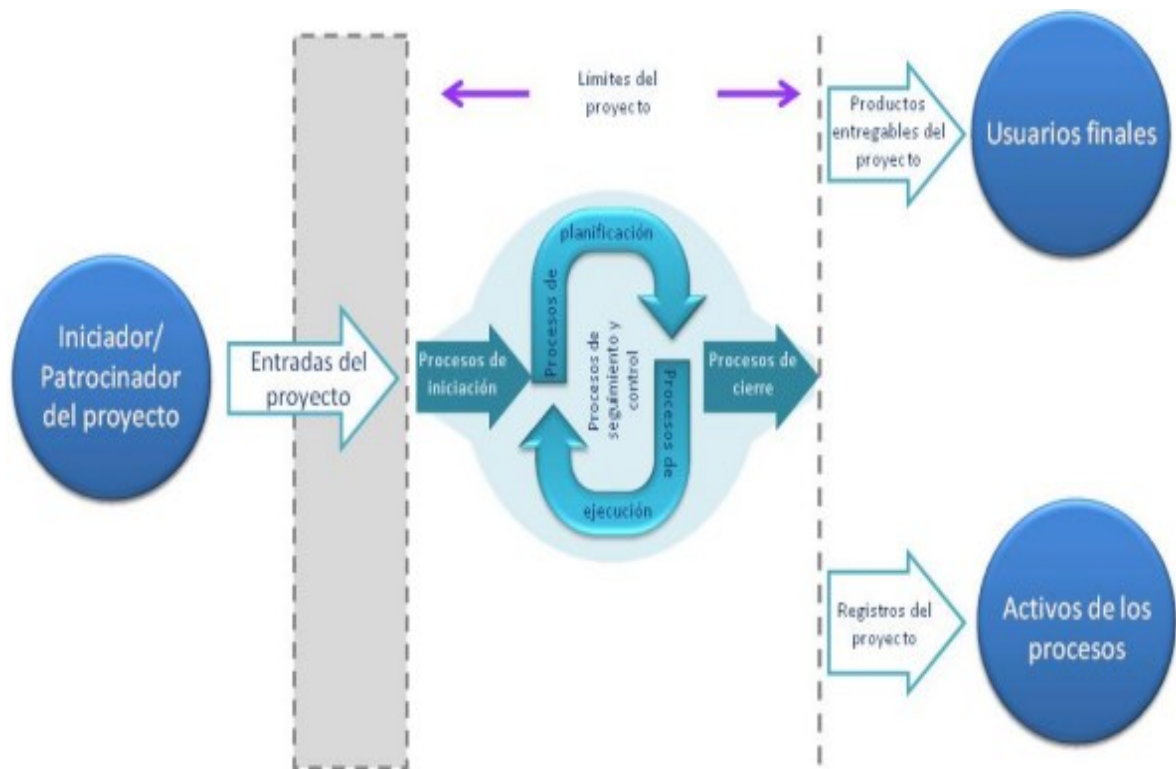 Iniciador/
Patrocinador
del proyecto
Entradas del
proyecto
Límites del
proyecto
Procesos de
iniciación
Procesos de
planificación
Procesos de
seguimiento y
control
Procesos de
ejecución
Procesos de
cierre
Productos
entregables del
proyecto
Usuarios finales
Registros del
proyecto
Activos de los
procesos